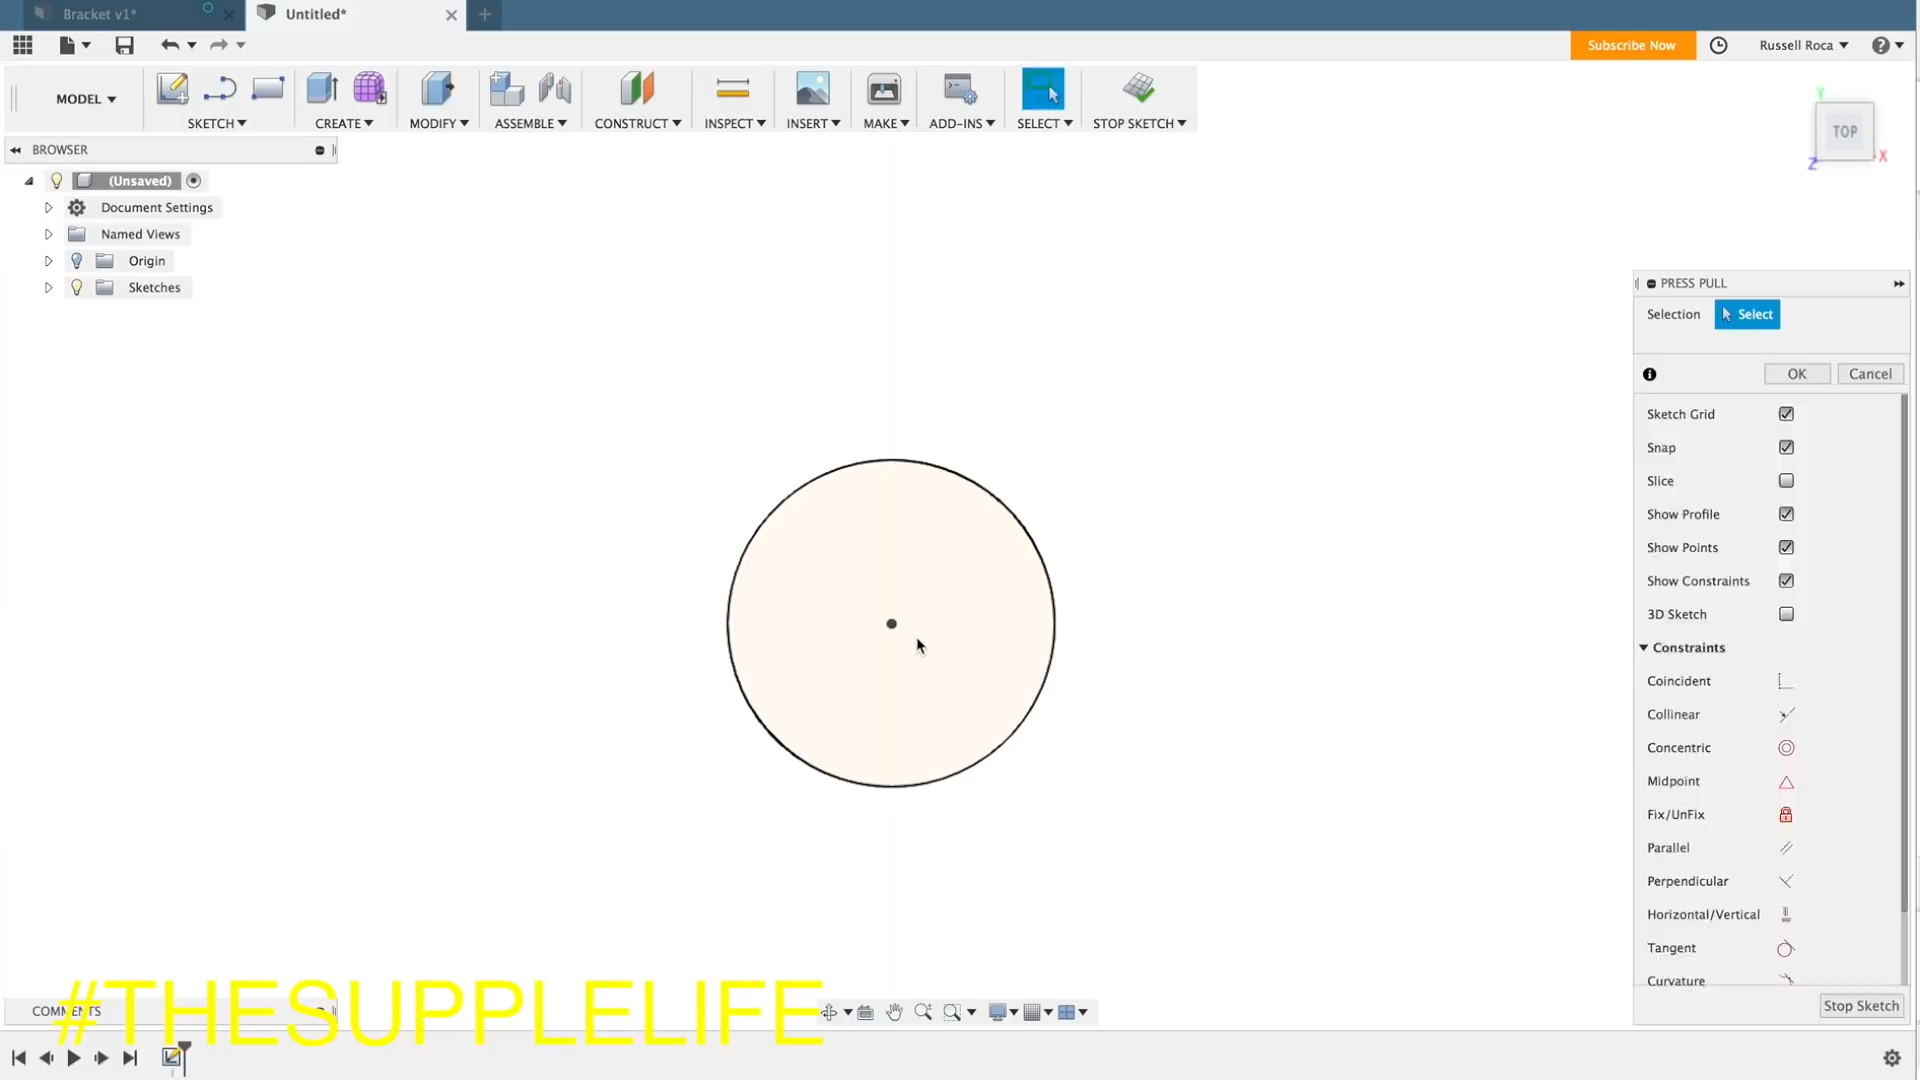 Bracket v1*
Untitled*
Subscribe Now
Russell Roca
MODEL
SKETCH
CREATE
MODIFY
ASSEMBLE
CONSTRUCT
INSPECT
INSERT
MAKE
ADD-INS
SELECT
STOP SKETCH
BROWSER
(Unsaved)
Document Settings
Named Views
Origin
Sketches
Y
TOP
X
Z
PRESS PULL
Selection
Select
OK
Cancel
Sketch Grid
Snap
Slice
Show Profile
Show Points
Show Constraints
3D Sketch
Constraints
Coincident
Collinear
Concentric
Midpoint
Fix/UnFix
Parallel
Perpendicular
Horizontal/Vertical
Tangent
Curvature
Stop Sketch
COMMENTS
#THESUPPLELIFE